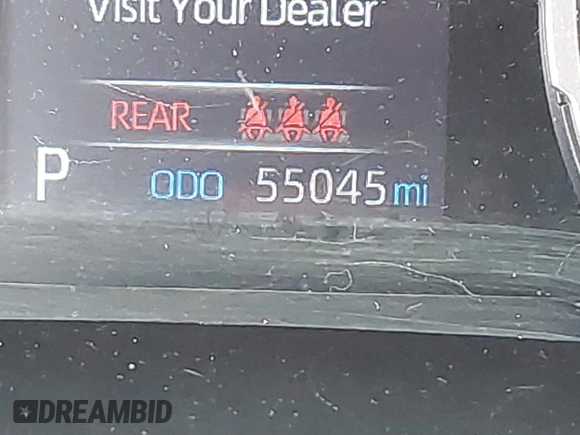 Visit Your Dealer
REAR
P ODO 55045 mi
DREAMBID